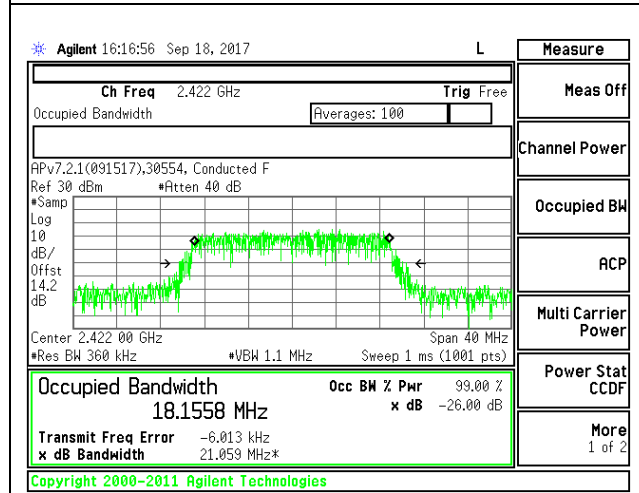 Agilent 16:16:56 Sep 18, 2017 L
Measure
Ch Freq 2.422 GHz Trig Free
Meas Off
Occupied Bandwidth Averages: 100
Channel Power
APv7.2.1(091517),30554, Conducted F
Ref 30 dBm #Atten 40 dB
#Samp
Log
10
dB/
Offst
14.2
dB
Occupied BW
ACP
Multi Carrier
Power
Center 2.422 00 GHz Span 40 MHz
#Res BW 360 kHz #VBW 1.1 MHz Sweep 1 ms (1001 pts)
Power Stat
CCDF
Occupied Bandwidth Occ BW % Pwr 99.00 %
18.1558 MHz x dB -26.00 dB
Transmit Freq Error -6.013 kHz
x dB Bandwidth 21.059 MHz*
More
1 of 2
Copyright 2000-2011 Agilent Technologies